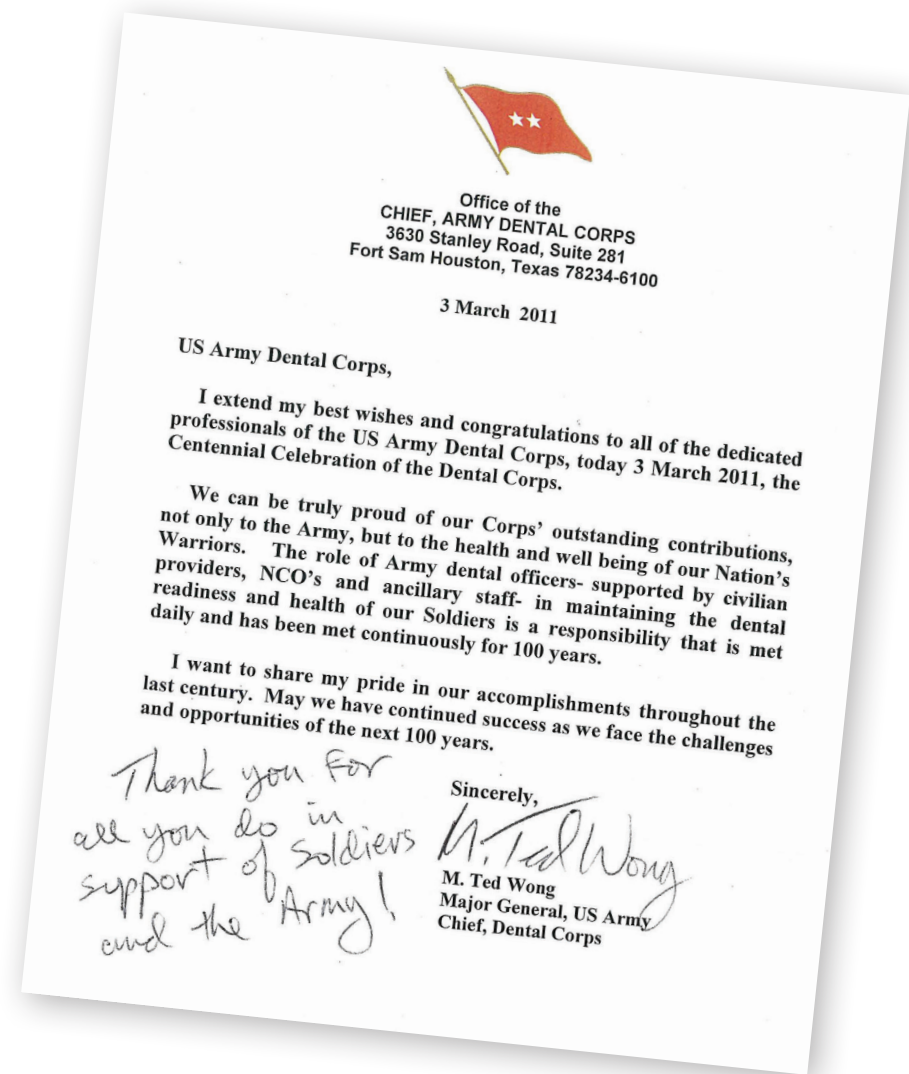 Office of the
CHIEF, ARMY DENTAL CORPS
3630 Stanley Road, Suite 281
Fort Sam Houston, Texas 78234-6100
3 March 2011
US Army Dental Corps,
I extend my best wishes and congratulations to all of the dedicated
professionals of the US Army Dental Corps, today 3 March 2011, the
Centennial Celebration of the Dental Corps.
We can be truly proud of our Corps' outstanding contributions,
not only to the Army, but to the health and well being of our Nation's
Warriors. The role of Army dental officers- supported by civilian
providers, NCO's and ancillary staff- in maintaining the dental
readiness and health of our Soldiers is a responsibility that is met
daily and has been met continuously for 100 years.
I want to share my pride in our accomplishments throughout the
last century. May we have continued success as we face the challenges
and opportunities of the next 100 years.
Thank you For
all you do in
support of Soldiers
and the Army!
Sincerely,
M. Ted Wong
M. Ted Wong
Major General, US Army
Chief, Dental Corps